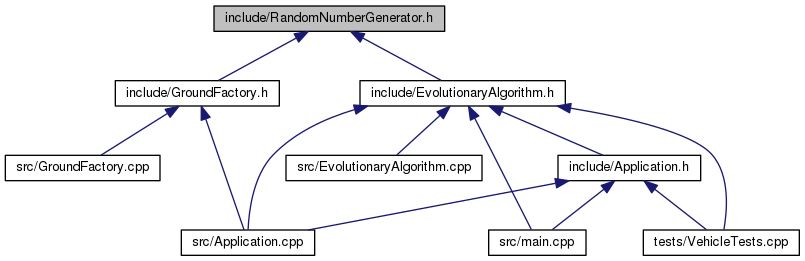 include/RandomNumberGenerator.h
include/GroundFactory.h
include/EvolutionaryAlgorithm.h
src/GroundFactory.cpp
src/EvolutionaryAlgorithm.cpp
include/Application.h
src/Application.cpp
src/main.cpp
tests/VehicleTests.cpp